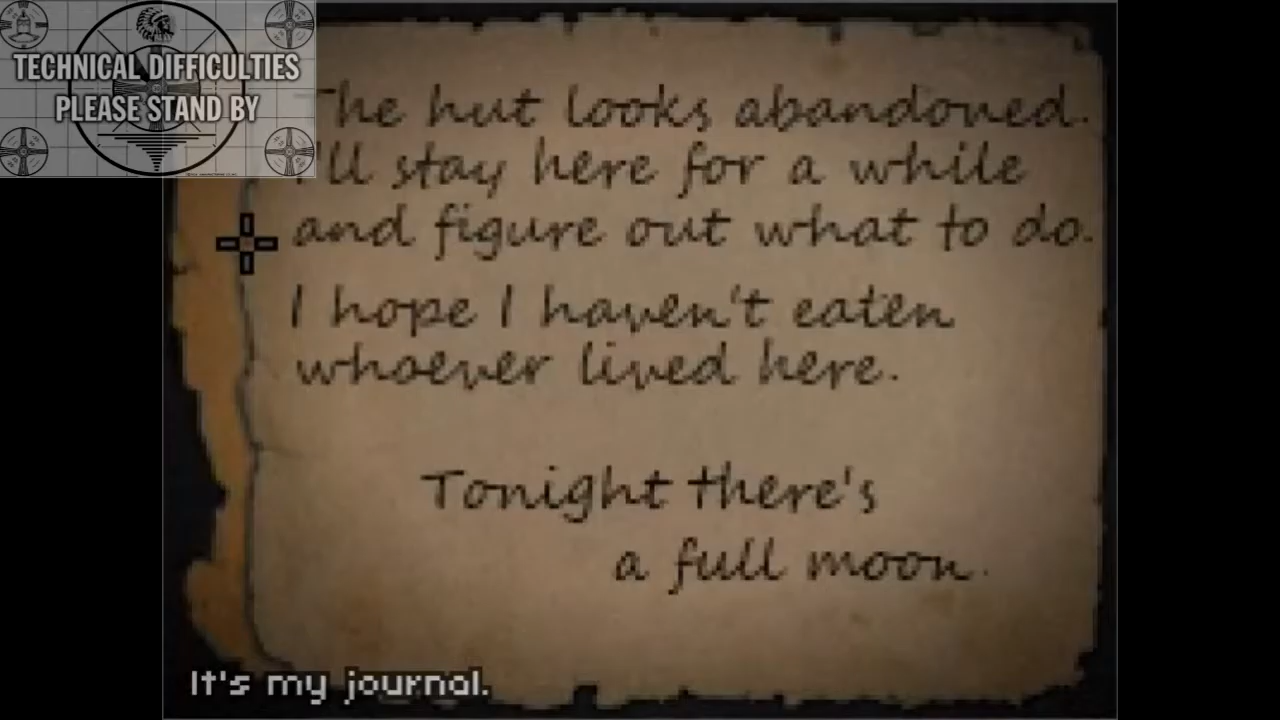 TECHNICAL DIFFICULTIES
PLEASE STAND BY
The hut looks abandoned.
I'll stay here for a while
and figure out what to do.
I hope I haven't eaten
whoever lived here.
Tonight there's
a full moon.
It's my journal.